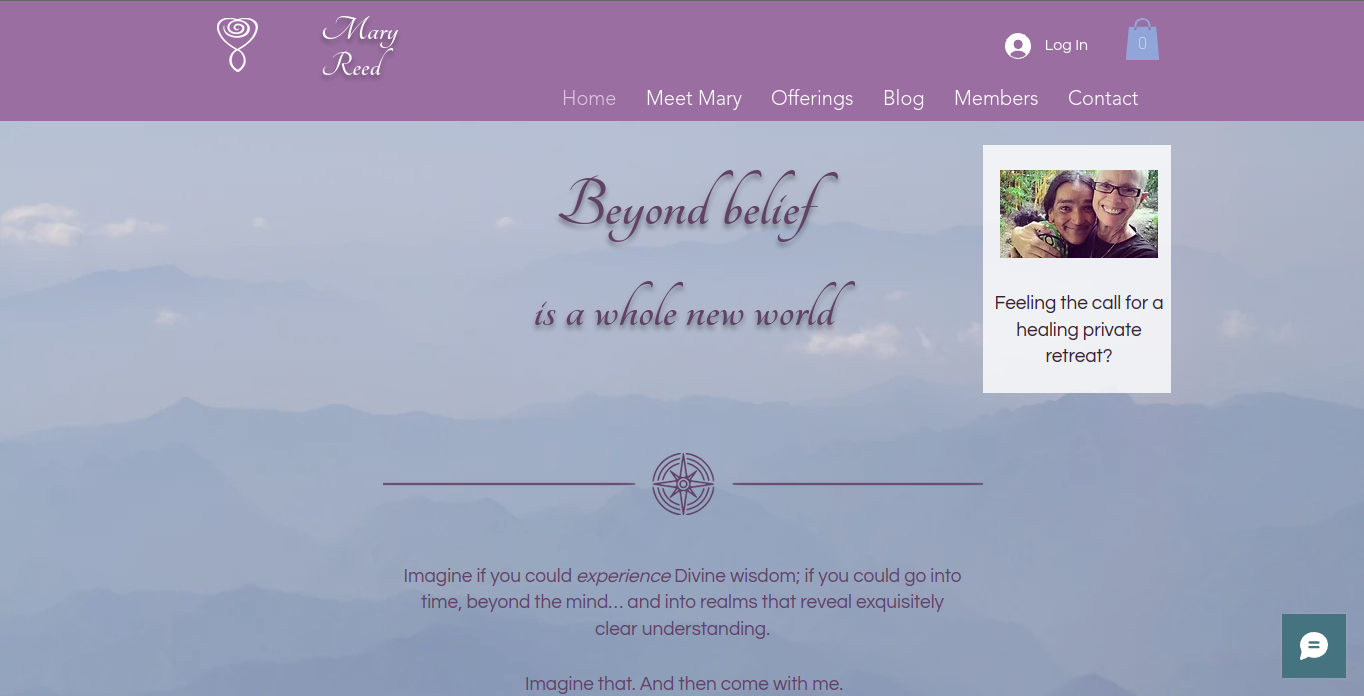 Mary
Reed
Log In
0
Home Meet Mary Offerings Blog Members Contact
Beyond belief
is a whole new world
Feeling the call for a
healing private
retreat?
Imagine if you could experience Divine wisdom; if you could go into
time, beyond the mind... and into realms that reveal exquisitely
clear understanding.
Imagine that. And then come with me.